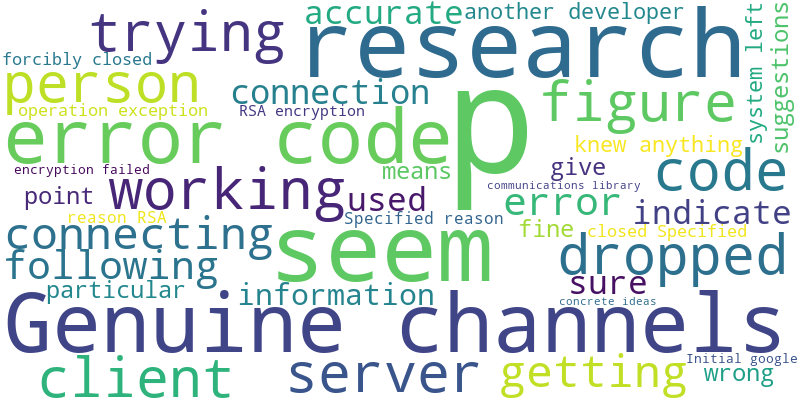 accurate
another developer
trying
research
forcibly closed
person
connection
p
figure
system left
suggestions
operation exception
RSA encryption
error code
knew anything
encryption failed
means
give
code
point
working
used
communications library
error
indicate
reason RSA
Specified reason
connecting
seem
fine
closed Specified
dropped
following
sure
particular
information
concrete ideas
Genuine channels
client
server
getting
Initial google
wrong